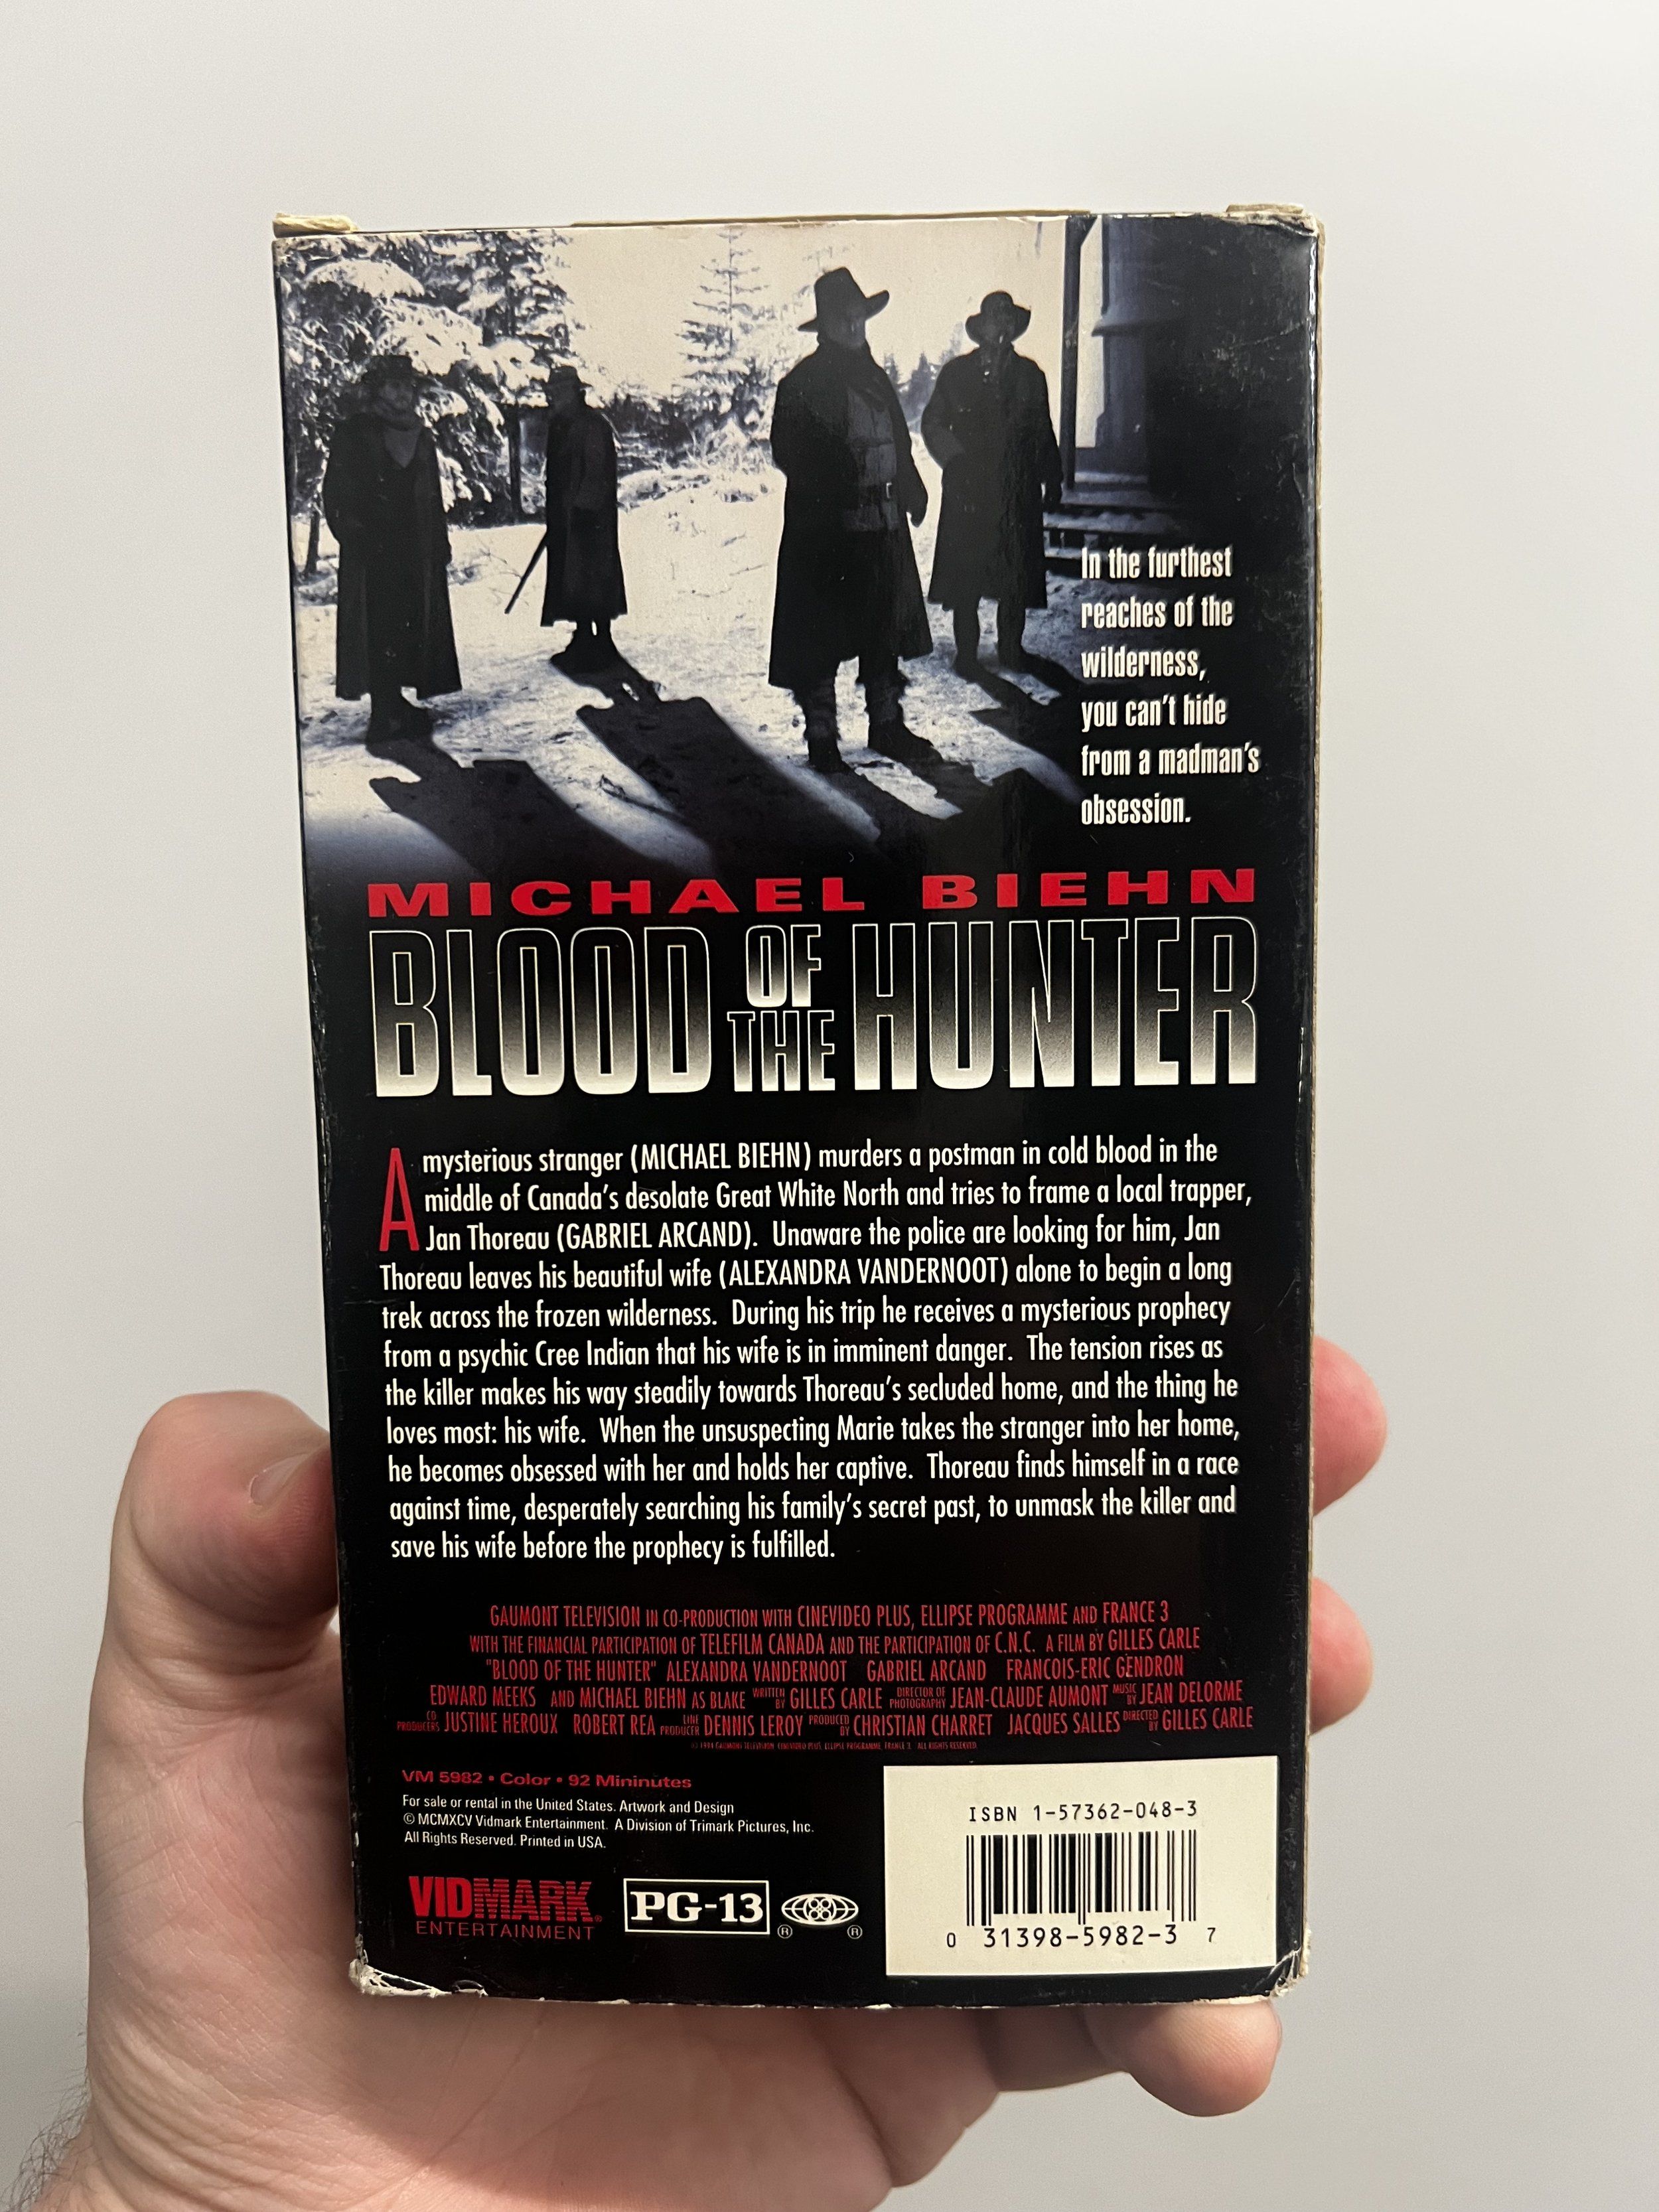 In the furthest
reaches of the
wilderness,
you can't hide
from a madman's
obsession.
MICHAEL BIEHN
BLOOD OF THE HUNTER
A mysterious stranger (MICHAEL BIEHN) murders a postman in cold blood in the
middle of Canada's desolate Great White North and tries to frame a local trapper,
Jan Thoreau (GABRIEL ARCAND). Unaware the police are looking for him, Jan
Thoreau leaves his beautiful wife (ALEXANDRA VANDERNOOT) alone to begin a long
trek across the frozen wilderness. During his trip he receives a mysterious prophecy
from a psychic Cree Indian that his wife is in imminent danger. The tension rises as
the killer makes his way steadily towards Thoreau's secluded home, and the thing he
loves most: his wife. When the unsuspecting Marie takes the stranger into her home,
he becomes obsessed with her and holds her captive. Thoreau finds himself in a race
against time, desperately searching his family's secret past, to unmask the killer and
save his wife before the prophecy is fulfilled.
GAUMONT TELEVISION IN CO-PRODUCTION WITH CINEVIDEO PLUS, ELLIPSE PROGRAMME AND FRANCE 3
WITH THE FINANCIAL PARTICIPATION OF TELEFILM CANADA AND THE PARTICIPATION OF C.N.C. A FILM BY GILLES CARLE
"BLOOD OF THE HUNTER" ALEXANDRA VANDERNOOT GABRIEL ARCAND FRANCOIS-ERIC GENDRON
EDWARD MEEKS AND MICHAEL BIEHN AS BLAKE WRITTEN BY GILLES CARLE DIRECTOR OF PHOTOGRAPHY JEAN-CLAUDE AUMONT MUSIC BY JEAN DELORME
CO PRODUCERS JUSTINE HEROUX ROBERT REA LINE PRODUCER DENNIS LEROY PRODUCED BY CHRISTIAN CHARRET JACQUES SALLES DIRECTED BY GILLES CARLE
© 1994 GAUMONT TELEVISION, CINEVIDEO PLUS, ELLIPSE PROGRAMME, FRANCE 3. ALL RIGHTS RESERVED.
VM 5982 • Color • 92 Mininutes
For sale or rental in the United States. Artwork and Design
© MCMXCV Vidmark Entertainment. A Division of Trimark Pictures, Inc.
All Rights Reserved. Printed in USA.
VIDMARK®
ENTERTAINMENT
PG-13 ® ®
ISBN 1-57362-048-3
0 31398-5982-3 7